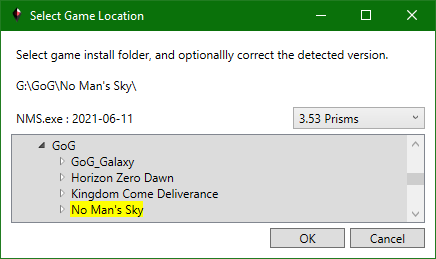 Select Game Location
Select game install folder, and optionallly correct the detected version.
G:\GoG\No Man's Sky\
NMS.exe : 2021-06-11
3.53 Prisms
GoG
GoG_Galaxy
Horizon Zero Dawn
Kingdom Come Deliverance
No Man's Sky
OK
Cancel